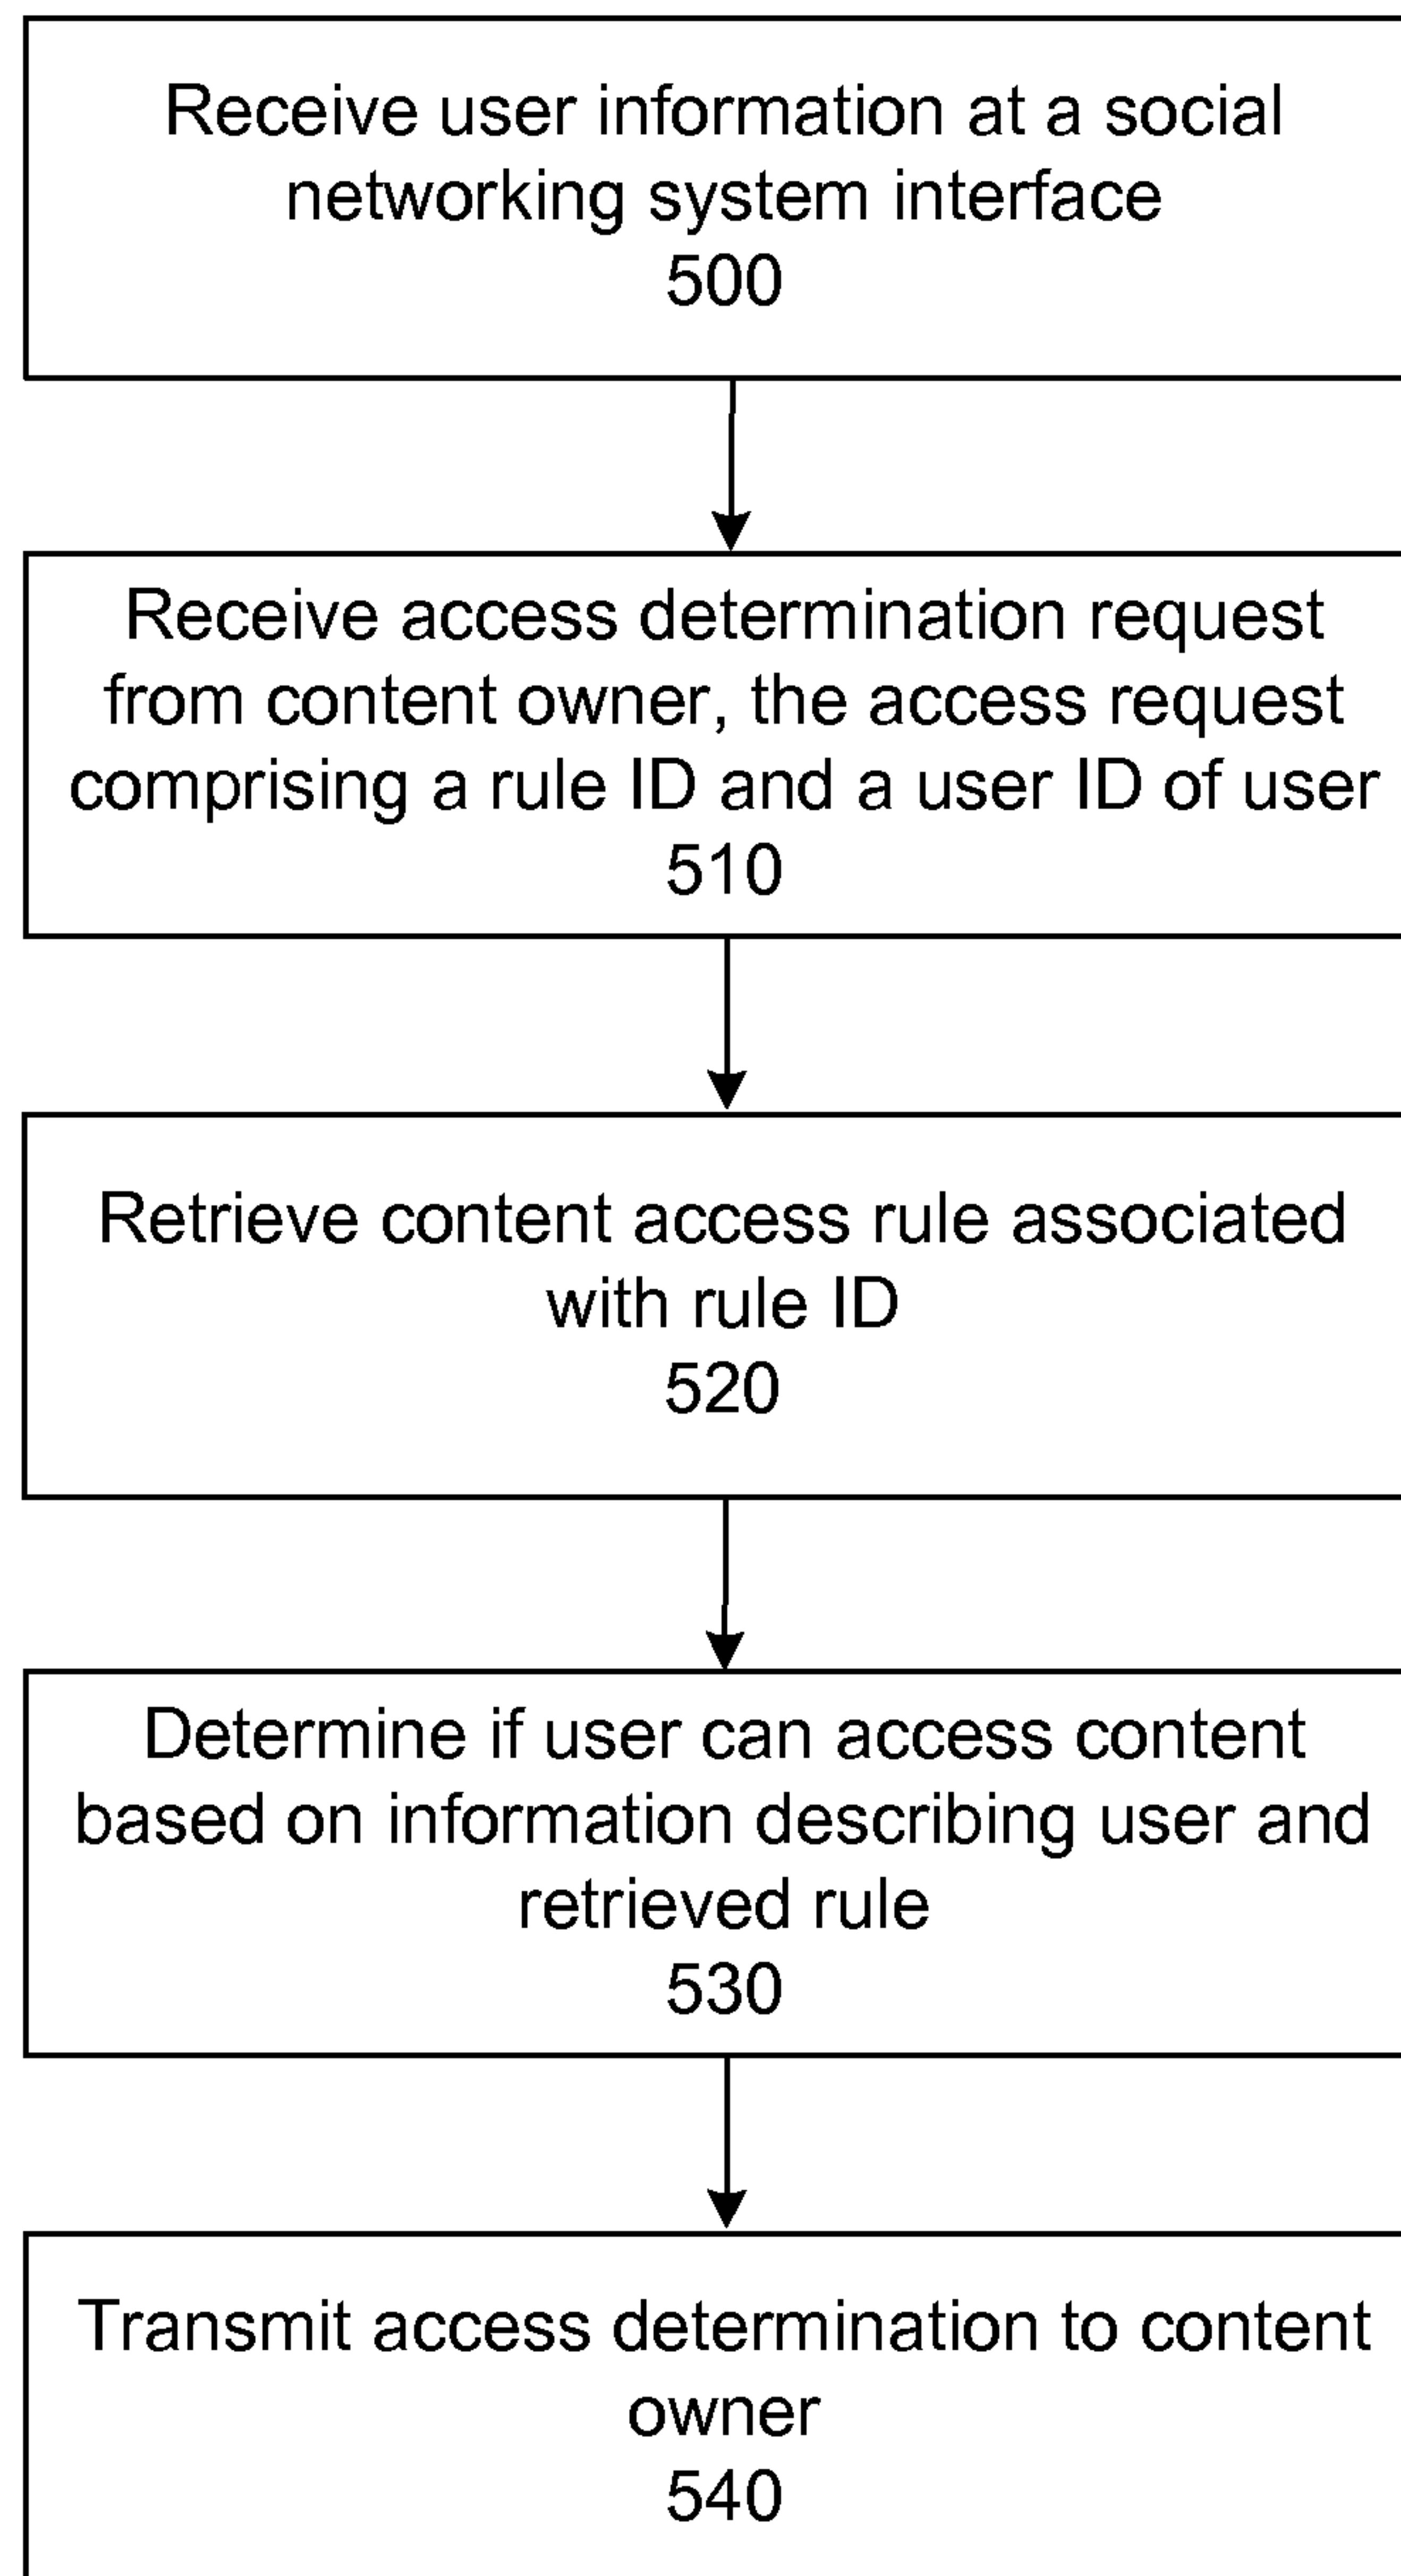 Receive user information at a social
networking system interface
500
Receive access determination request
from content owner, the access request
comprising a rule ID and a user ID of user
510
Retrieve content access rule associated
with rule ID
520
Determine if user can access content
based on information describing user and
retrieved rule
530
Transmit access determination to content
owner
540